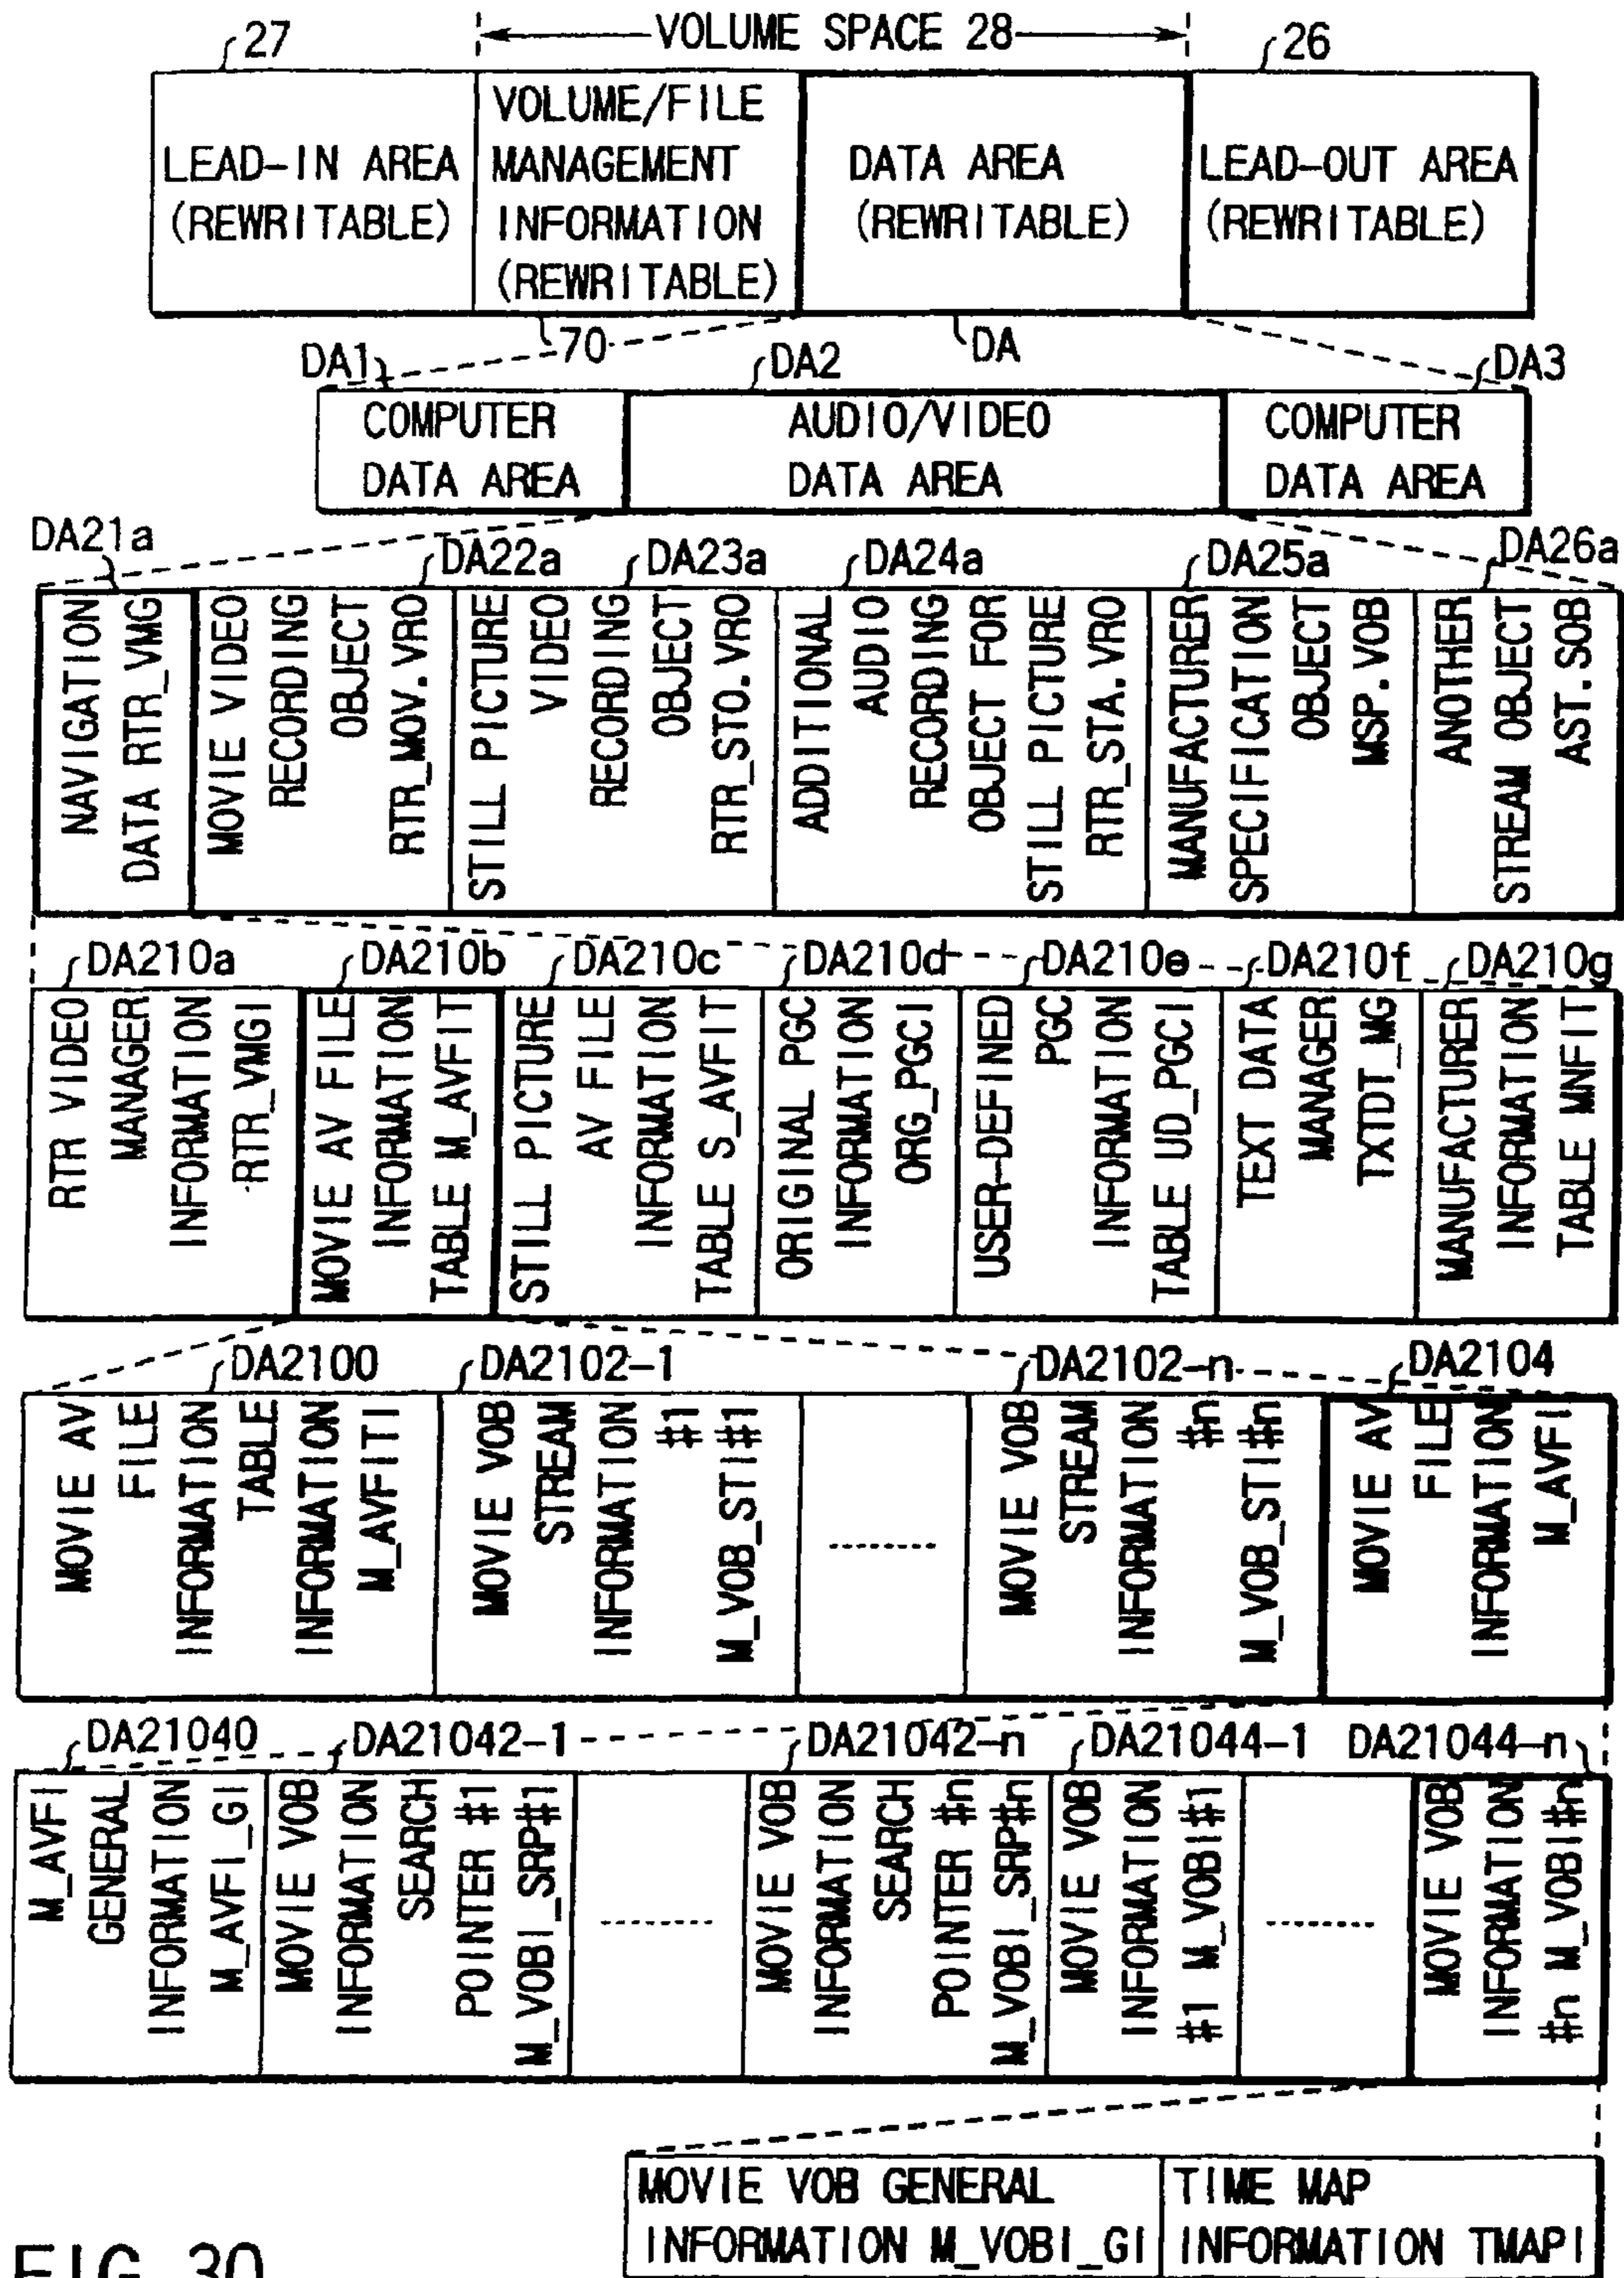 27
VOLUME SPACE 28
26
LEAD-IN AREA
(REWRITABLE)
VOLUME/FILE
MANAGEMENT
INFORMATION
(REWRITABLE)
DATA AREA
(REWRITABLE)
LEAD-OUT AREA
(REWRITABLE)
70
DA
DA1
DA2
DA3
COMPUTER
DATA AREA
AUDIO/VIDEO
DATA AREA
COMPUTER
DATA AREA
DA21a
DA22a
DA23a
DA24a
DA25a
DA26a
NAVIGATION
DATA RTR_VMG
MOVIE VIDEO
RECORDING
OBJECT
RTR_MOV.VRO
STILL PICTURE
VIDEO
RECORDING
OBJECT
RTR_STO.VRO
ADDITIONAL
AUDIO
RECORDING
OBJECT FOR
STILL PICTURE
RTR_STA.VRO
MANUFACTURER
SPECIFICATION
OBJECT
MSP.VOB
ANOTHER
STREAM OBJECT
AST.SOB
DA210a
DA210b
DA210c
DA210d
DA210e
DA210f
DA210g
RTR VIDEO
MANAGER
INFORMATION
RTR_VMGI
MOVIE AV FILE
INFORMATION
TABLE M_AVFIT
STILL PICTURE
AV FILE
INFORMATION
TABLE S_AVFIT
ORIGINAL PGC
INFORMATION
ORG_PGCI
USER-DEFINED
PGC
INFORMATION
TABLE UD_PGCI
TEXT DATA
MANAGER
TXTDT_MG
MANUFACTURER
INFORMATION
TABLE MNFIT
DA2100
DA2102-1
DA2102-n
DA2104
MOVIE AV
FILE
INFORMATION
TABLE
INFORMATION
M_AVFITI
MOVIE VOB
STREAM
INFORMATION
#1
M_VOB_STI#1
---------
MOVIE VOB
STREAM
INFORMATION
#n
M_VOB_STI#n
MOVIE AV
FILE
INFORMATION
M_AVFI
DA21040
DA21042-1
DA21042-n
DA21044-1
DA21044-n
M_AVFI
GENERAL
INFORMATION
M_AVFI_GI
MOVIE VOB
INFORMATION
SEARCH
POINTER #1
M_VOBI_SRP#1
---------
MOVIE VOB
INFORMATION
SEARCH
POINTER #n
M_VOBI_SRP#n
MOVIE VOB
INFORMATION
#1 M_VOBI#1
---------
MOVIE VOB
INFORMATION
#n M_VOBI#n
MOVIE VOB GENERAL
INFORMATION M_VOBI_GI
TIME MAP
INFORMATION TMAPI
FIG. 30